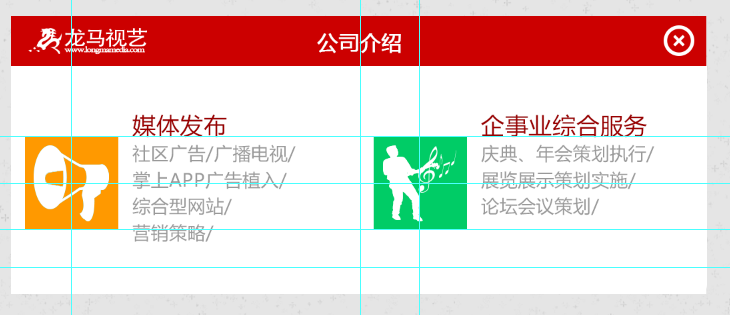 龙马视艺
www.longmamedia.com
公司介绍
媒体发布
社区广告/广播电视/
掌上APP广告植入/
综合型网站/
营销策略/
企事业综合服务
庆典、年会策划执行/
展览展示策划实施/
论坛会议策划/